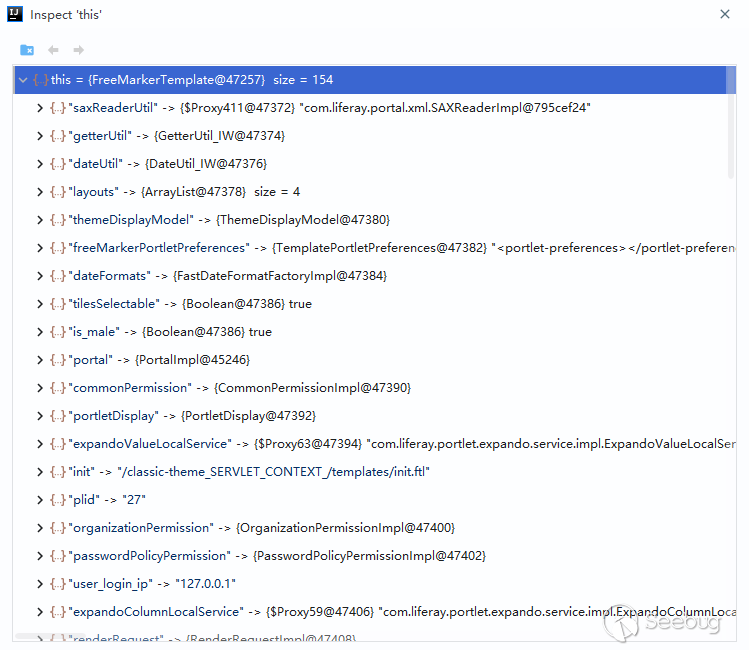 Inspect 'this'
this = {FreeMarkerTemplate@47257} size = 154
{...} "saxReaderUtil" -> {$Proxy411@47372} "com.liferay.portal.xml.SAXReaderImpl@795cef24"
{...} "getterUtil" -> {GetterUtil_IW@47374}
{...} "dateUtil" -> {DateUtil_IW@47376}
{...} "layouts" -> {ArrayList@47378} size = 4
{...} "themeDisplayModel" -> {ThemeDisplayModel@47380}
{...} "freeMarkerPortletPreferences" -> {TemplatePortletPreferences@47382} "<portlet-preferences></portlet-preferen
{...} "dateFormats" -> {FastDateFormatFactoryImpl@47384}
{...} "tilesSelectable" -> {Boolean@47386} true
{...} "is_male" -> {Boolean@47386} true
{...} "portal" -> {PortalImpl@45246}
{...} "commonPermission" -> {CommonPermissionImpl@47390}
{...} "portletDisplay" -> {PortletDisplay@47392}
{...} "expandoValueLocalService" -> {$Proxy63@47394} "com.liferay.portlet.expando.service.impl.ExpandoValueLocalSer
{...} "init" -> "/classic-theme_SERVLET_CONTEXT_/templates/init.ftl"
{...} "plid" -> "27"
{...} "organizationPermission" -> {OrganizationPermissionImpl@47400}
{...} "passwordPolicyPermission" -> {PasswordPolicyPermissionImpl@47402}
{...} "user_login_ip" -> "127.0.0.1"
{...} "expandoColumnLocalService" -> {$Proxy59@47406} "com.liferay.portlet.expando.service.impl.ExpandoColumnLoca
{...} "renderRequest" -> {RenderRequestImpl@47408}
Seebug